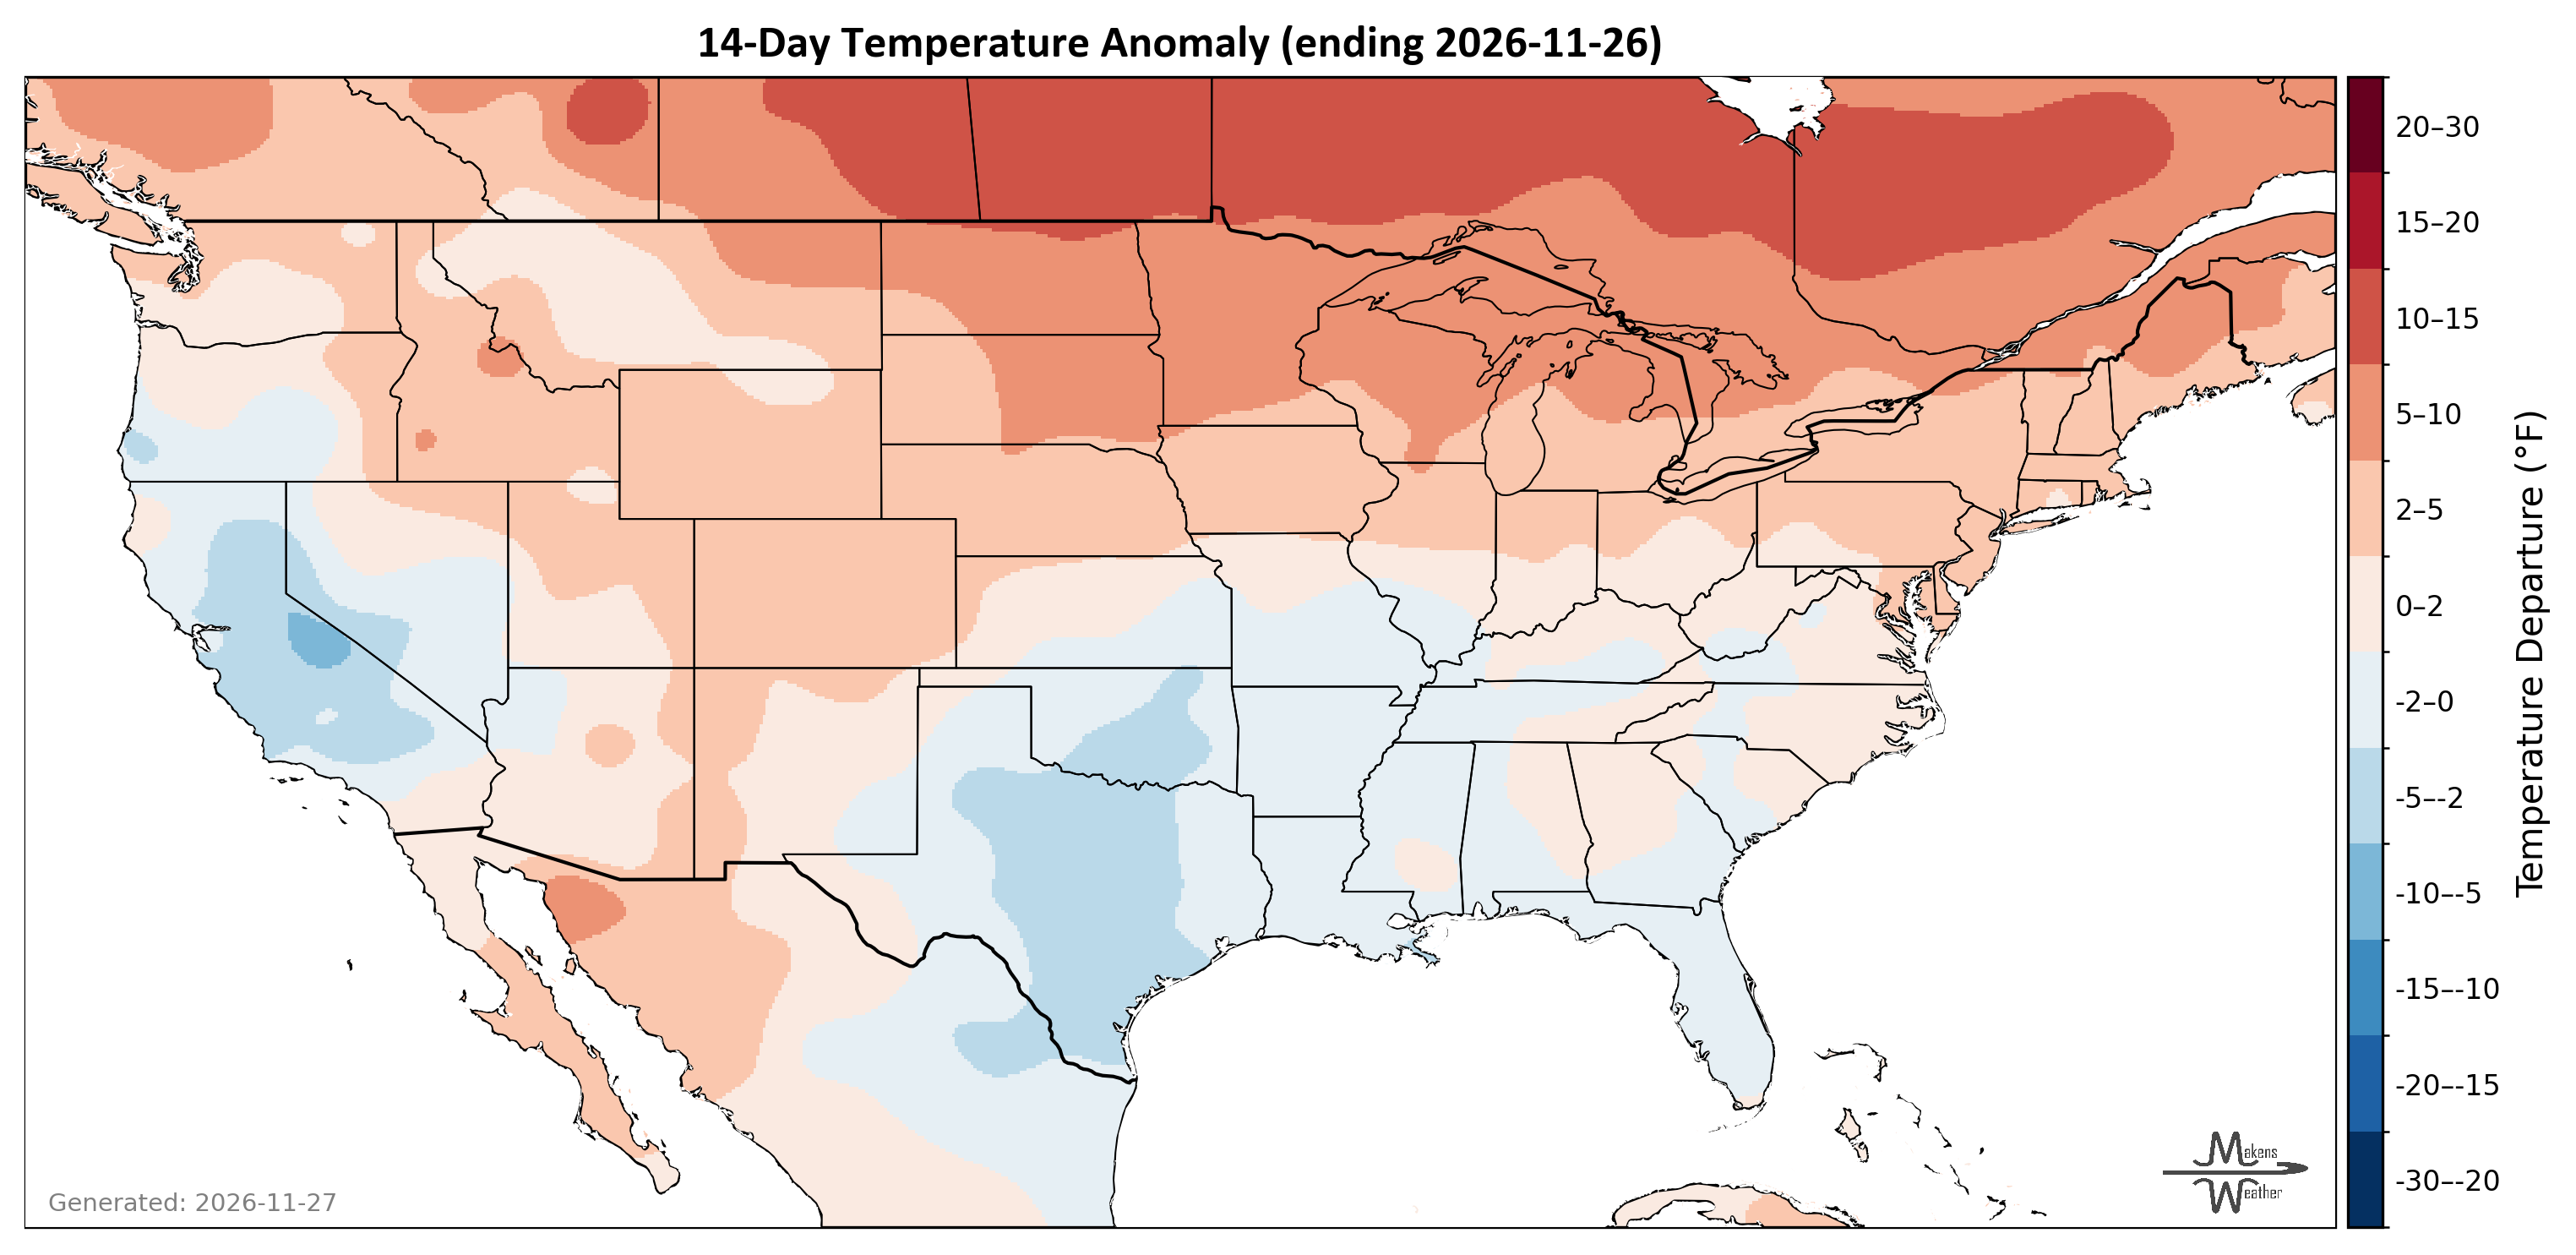 14-Day Temperature Anomaly (ending 2026-11-26)
20–30
15–20
10–15
5–10
2–5
0–2
-2–0
-5–-2
-10–-5
-15–-10
-20–-15
-30–-20
Temperature Departure (°F)
Generated: 2026-11-27
Makens
Weather